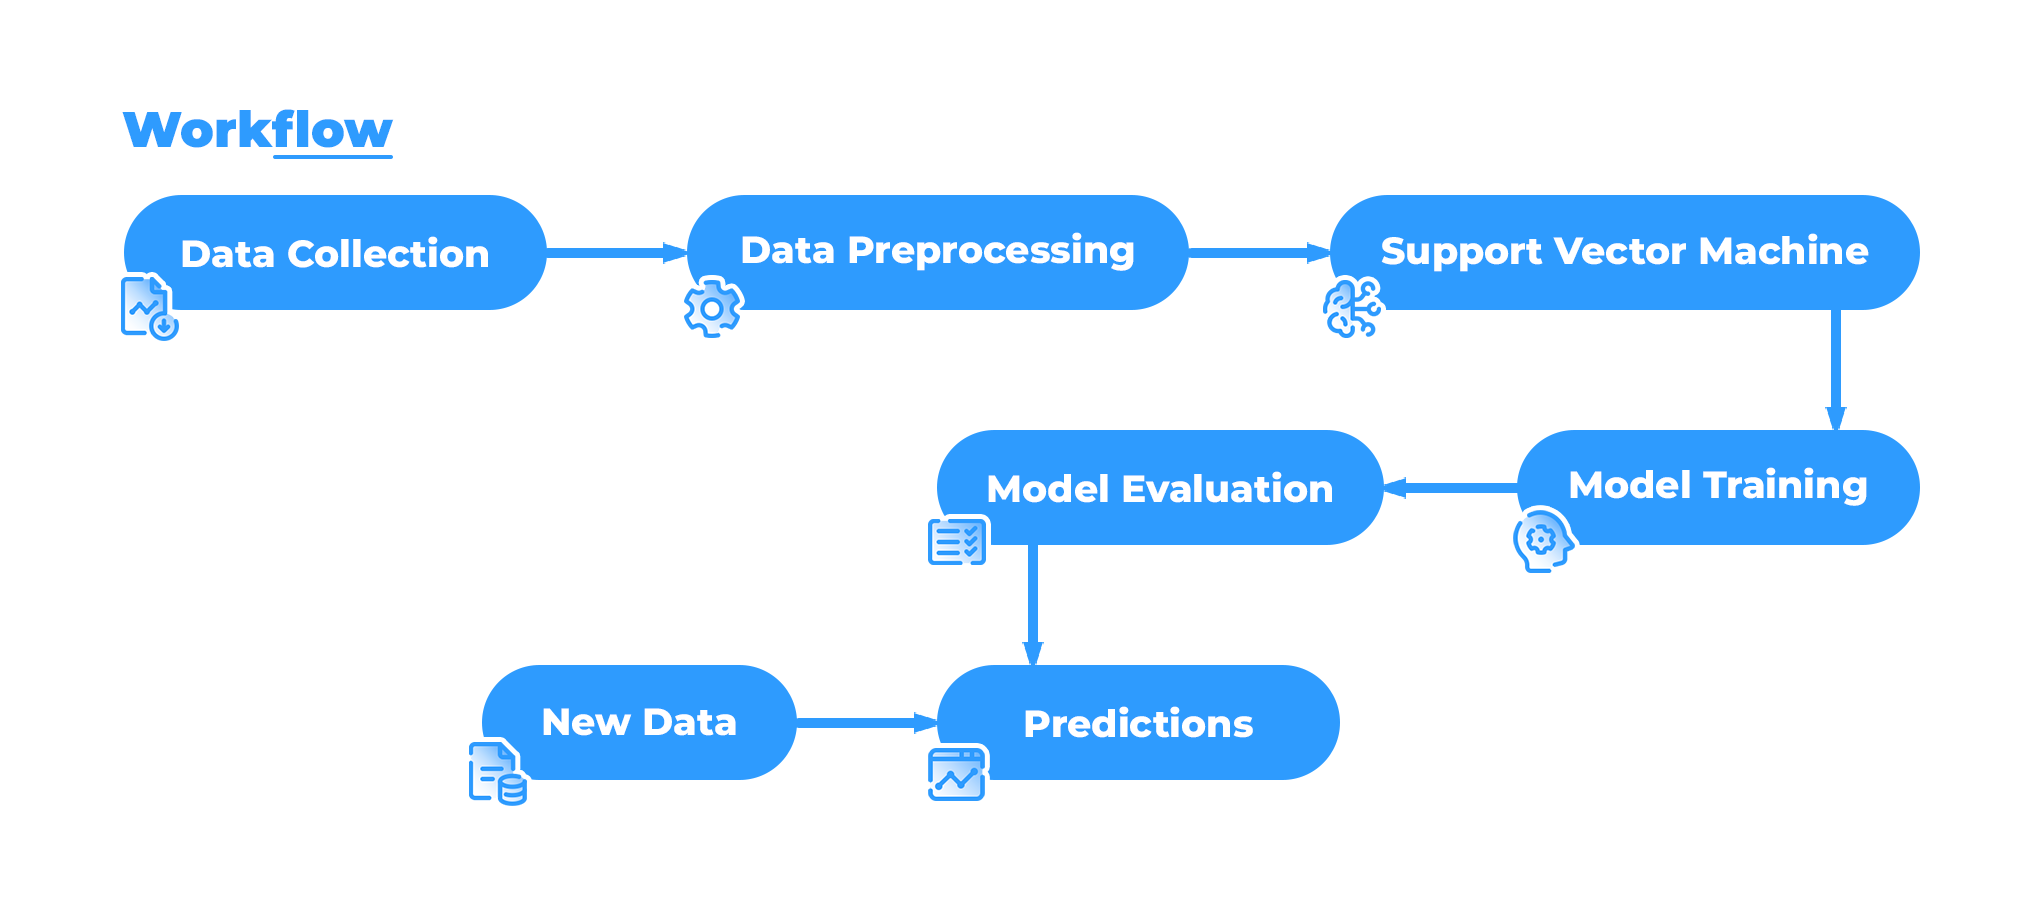 Workflow
Data Collection
Data Preprocessing
Support Vector Machine
Model Training
Model Evaluation
New Data
Predictions